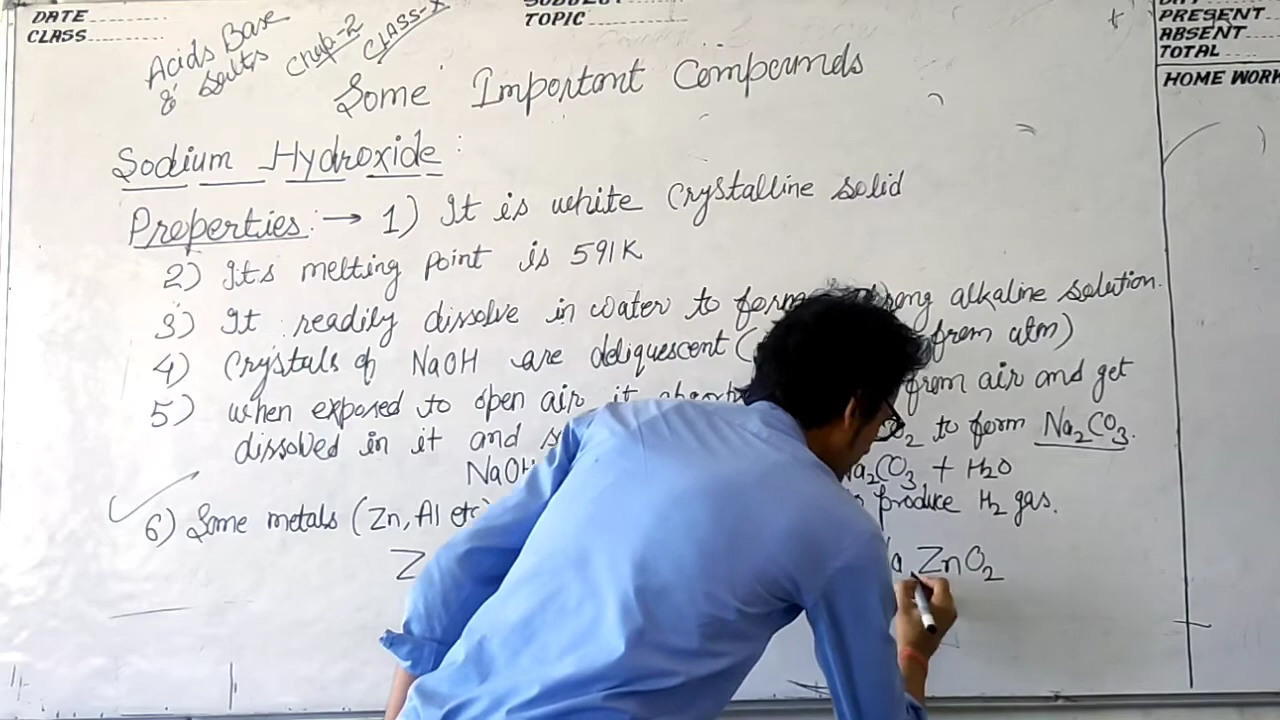 DATE
CLASS
TOPIC
PRESENT
ABSENT
TOTAL
HOME WORK
Acids Base
& Salts
Chap-2
CLASS-X
Some Important Compounds
Sodium Hydroxide:
Properties: → 1) It is white crystalline solid
2) Its melting point is 591K
3) It readily dissolve in water to form strong alkaline solution.
4) Crystals of NaOH are deliquescent ( from atm)
5) when exposed to open air it from air and get
dissolved in it and to form Na₂CO₃.
NaOH Na₂CO₃ + H₂O
6) Some metals (Zn, Al etc) produce H₂ gas.
Z Na ZnO₂